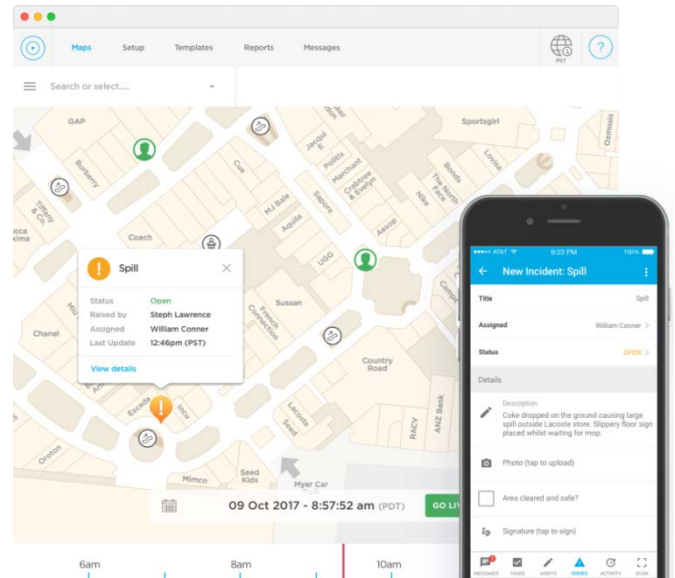 Maps Setup Templates Reports Messages
PST
?
Search or select....
GAP
Sportsgirl
Osmosis
Burberry
Jacqui E
Politix
Merchant
Crabtree & Evelyn
Lovisa
Bonds
The North Face
Nike
Cue
Tiffany & Co.
MJ Bale
Sapore
Aquila
Aesop
Coach
UGG
!
Spill
Status Open
Raised by Steph Lawrence
Assigned William Conner
Last Update 12:46pm (PST)
View details
Sussan
French Connection
Chanel
Country Road
Escada
Incu
Lacoste
Seed
RACV
ANZ Bank
Oroton
Mimco
Seed Kids
Myer Car
09 Oct 2017 - 8:57:52 am (PDT)
6am 8am 10am
AT&T 9:23 PM 100%
New Incident: Spill
Title Spill
Assigned William Conner
Status OPEN
Details
Description
Coke dropped on the ground causing large
spill outside Lacoste store. Slippery floor sign
placed whilst waiting for mop.
Photo (tap to upload)
Area cleared and safe?
Signature (tap to sign)
MESSAGES TASKS AUDITS ISSUES ACTIVITY SCAN